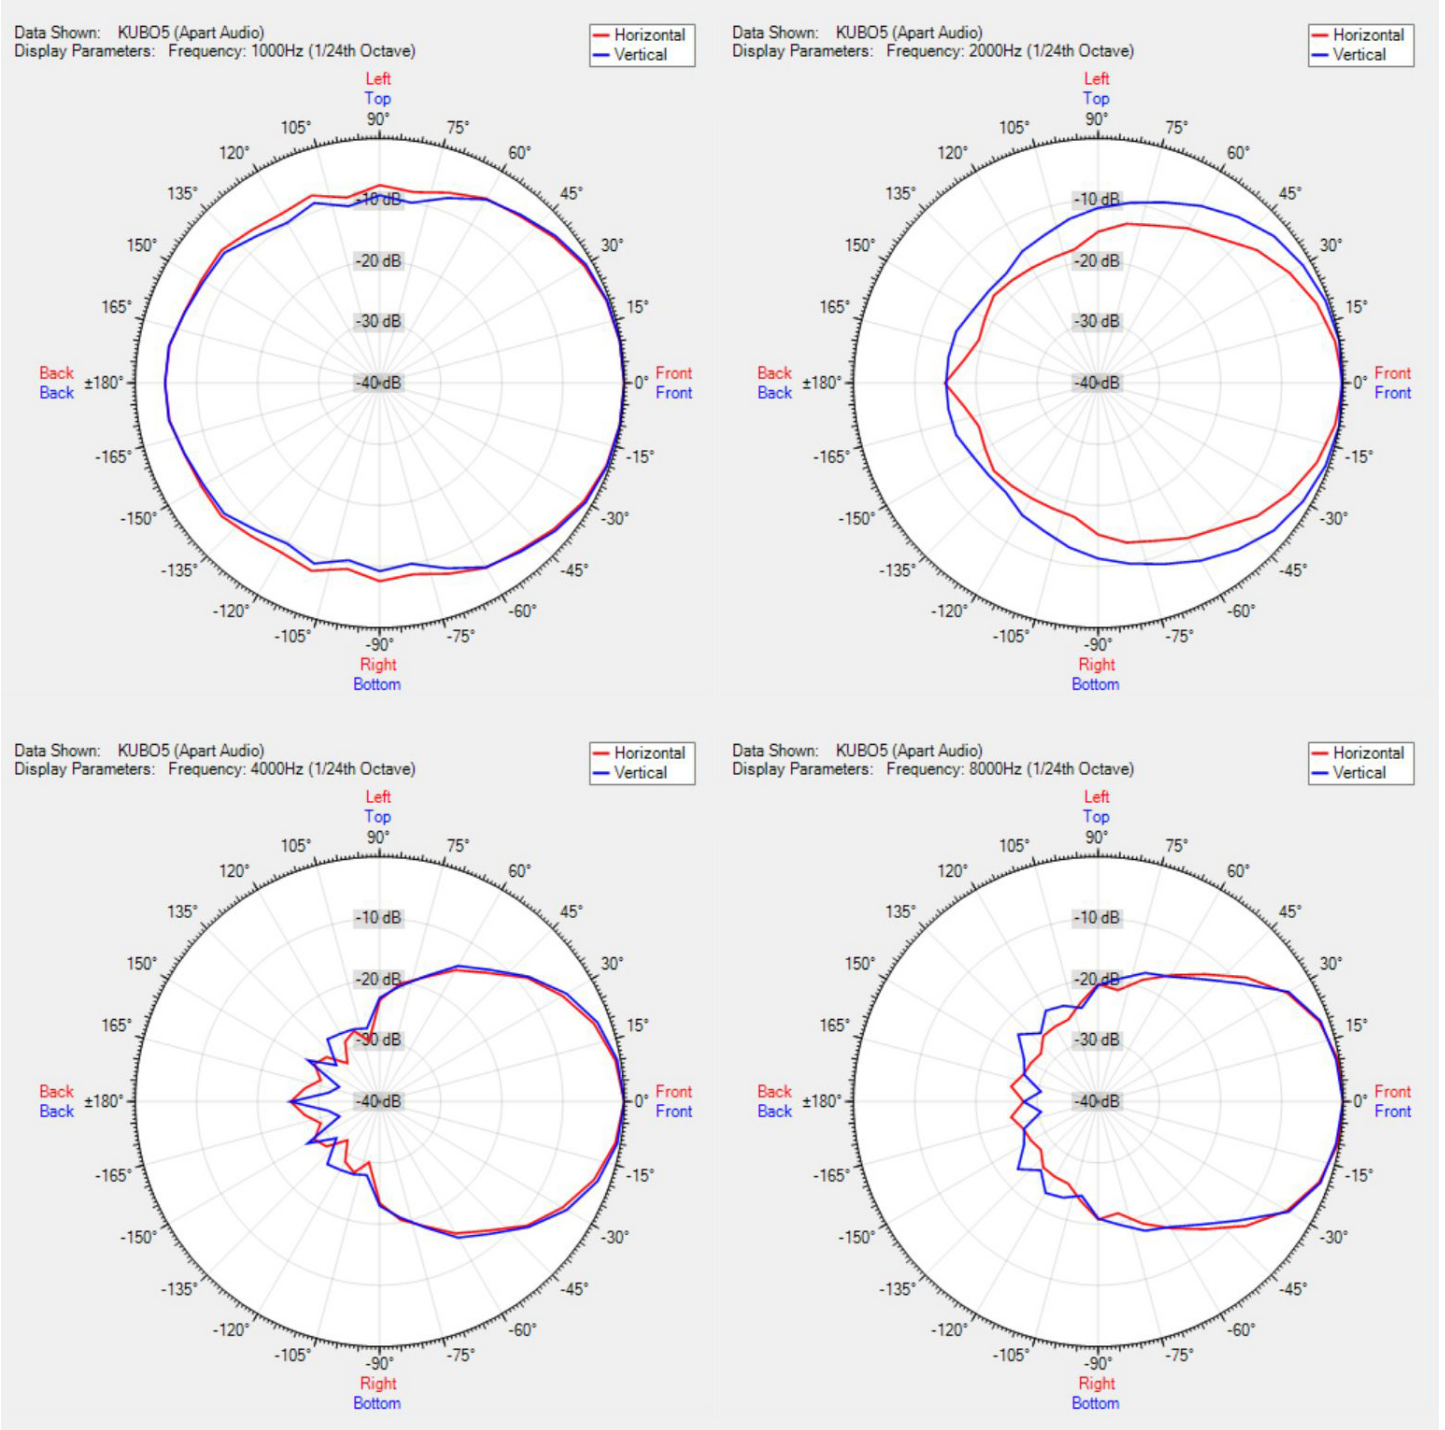 Data Shown: KUBO5 (Apart Audio)
Display Parameters: Frequency: 1000Hz (1/24th Octave)
Horizontal
Vertical
Left
Top
90°
105°
75°
120°
60°
135°
45°
150°
30°
165°
15°
-10 dB
-20 dB
-30 dB
-40 dB
Back
Back
±180°
0°
Front
Front
-165°
-15°
-150°
-30°
-135°
-45°
-120°
-60°
-105°
-75°
-90°
Right
Bottom
Data Shown: KUBO5 (Apart Audio)
Display Parameters: Frequency: 2000Hz (1/24th Octave)
Horizontal
Vertical
Left
Top
90°
105°
75°
120°
60°
135°
45°
150°
30°
165°
15°
-10 dB
-20 dB
-30 dB
-40 dB
Back
Back
±180°
0°
Front
Front
-165°
-15°
-150°
-30°
-135°
-45°
-120°
-60°
-105°
-75°
-90°
Right
Bottom
Data Shown: KUBO5 (Apart Audio)
Display Parameters: Frequency: 4000Hz (1/24th Octave)
Horizontal
Vertical
Left
Top
90°
105°
75°
120°
60°
135°
45°
150°
30°
165°
15°
-10 dB
-20 dB
-30 dB
-40 dB
Back
Back
±180°
0°
Front
Front
-165°
-15°
-150°
-30°
-135°
-45°
-120°
-60°
-105°
-75°
-90°
Right
Bottom
Data Shown: KUBO5 (Apart Audio)
Display Parameters: Frequency: 8000Hz (1/24th Octave)
Horizontal
Vertical
Left
Top
90°
105°
75°
120°
60°
135°
45°
150°
30°
165°
15°
-10 dB
-20 dB
-30 dB
-40 dB
Back
Back
±180°
0°
Front
Front
-165°
-15°
-150°
-30°
-135°
-45°
-120°
-60°
-105°
-75°
-90°
Right
Bottom